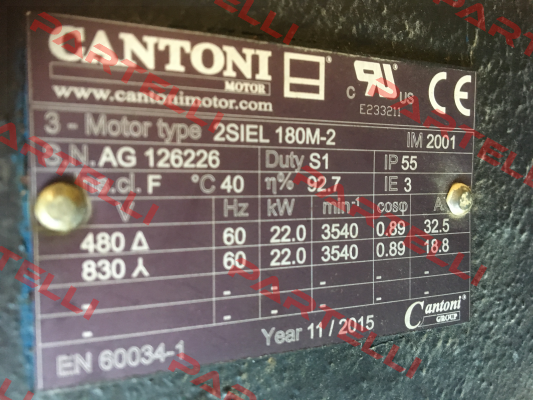 CANTONI
MOTOR
www.cantonimotor.com
C UR US
E233211
CE
3 - Motor type 2SIEL 180M-2 IM 2001
S.N. AG 126226 Duty S1 IP 55
cl. F °C 40 η% 92.7 IE 3
V Hz kW min⁻¹ cosφ A
480 Δ 60 22.0 3540 0.89 32.5
830 ⅄ 60 22.0 3540 0.89 18.8
- - - - - -
- - - - - -
EN 60034-1 Year 11 / 2015 Cantoni
GROUP
PARTELLI